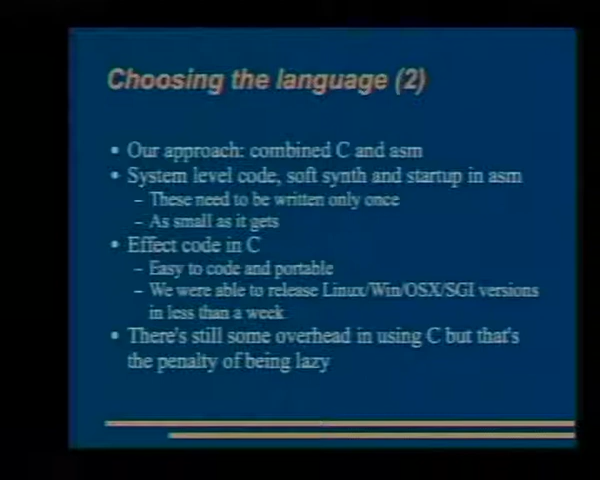 Choosing the language (2)
• Our approach: combined C and asm
• System level code, soft synth and startup in asm
– These need to be written only once
– As small as it gets
• Effect code in C
– Easy to code and portable
– We were able to release Linux/Win/OSX/SGI versions
in less than a week
• There's still some overhead in using C but that's
the penalty of being lazy